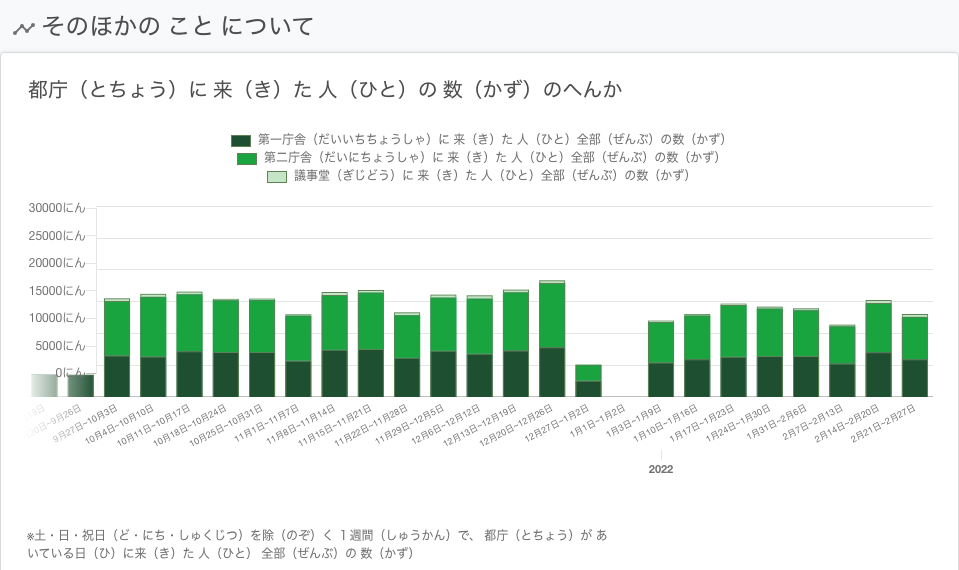 そのほかの こと について
都庁（とちょう）に 来（き）た 人（ひと）の 数（かず）のへんか
第一庁舎（だいいちちょうしゃ）に 来（き）た 人（ひと）全部（ぜんぶ）の数（かず）
第二庁舎（だいにちょうしゃ）に 来（き）た 人（ひと）全部（ぜんぶ）の数（かず）
議事堂（ぎじどう）に 来（き）た 人（ひと）全部（ぜんぶ）の数（かず）
30000にん
25000にん
20000にん
15000にん
10000にん
5000にん
0にん
9月27日~10月3日
10月4日~10月10日
10月11日~10月17日
10月18日~10月24日
10月25日~10月31日
11月1日~11月7日
11月8日~11月14日
11月15日~11月21日
11月22日~11月28日
11月29日~12月5日
12月6日~12月12日
12月13日~12月19日
12月20日~12月26日
12月27日~1月2日
1月1日~1月2日
1月3日~1月9日
1月10日~1月16日
1月17日~1月23日
1月24日~1月30日
1月31日~2月6日
2月7日~2月13日
2月14日~2月20日
2月21日~2月27日
2022
※土・日・祝日（ど・にち・しゅくじつ）を除（のぞ）く １週間（しゅうかん）で、 都庁（とちょう）が あ
いている日（ひ）に来（き）た 人（ひと） 全部（ぜんぶ）の 数（かず）